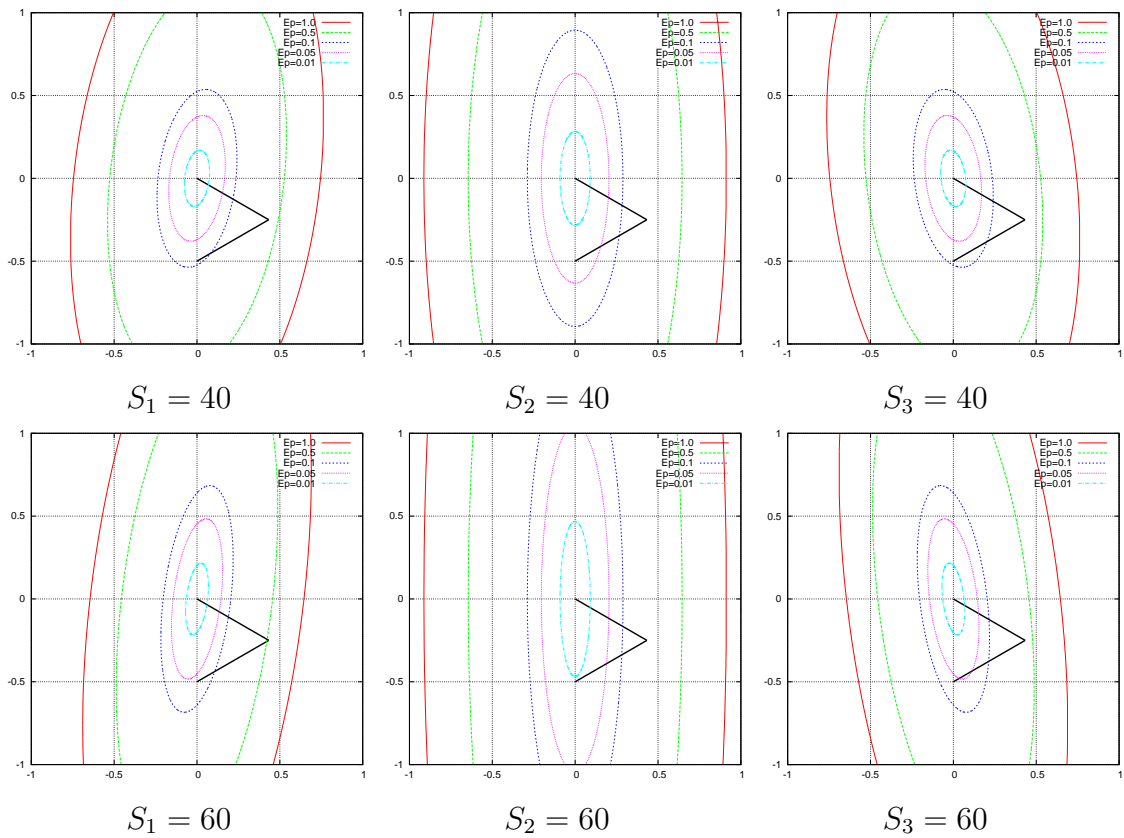 1
0.5
0
-0.5
-1
-1
-0.5
0
0.5
1
Ep=1.0
Ep=0.5
Ep=0.1
Ep=0.05
Ep=0.01
S₁ = 40
1
0.5
0
-0.5
-1
-1
-0.5
0
0.5
1
Ep=1.0
Ep=0.5
Ep=0.1
Ep=0.05
Ep=0.01
S₂ = 40
1
0.5
0
-0.5
-1
-1
-0.5
0
0.5
1
Ep=1.0
Ep=0.5
Ep=0.1
Ep=0.05
Ep=0.01
S₃ = 40
1
0.5
0
-0.5
-1
-1
-0.5
0
0.5
1
Ep=1.0
Ep=0.5
Ep=0.1
Ep=0.05
Ep=0.01
S₁ = 60
1
0.5
0
-0.5
-1
-1
-0.5
0
0.5
1
Ep=1.0
Ep=0.5
Ep=0.1
Ep=0.05
Ep=0.01
S₂ = 60
1
0.5
0
-0.5
-1
-1
-0.5
0
0.5
1
Ep=1.0
Ep=0.5
Ep=0.1
Ep=0.05
Ep=0.01
S₃ = 60